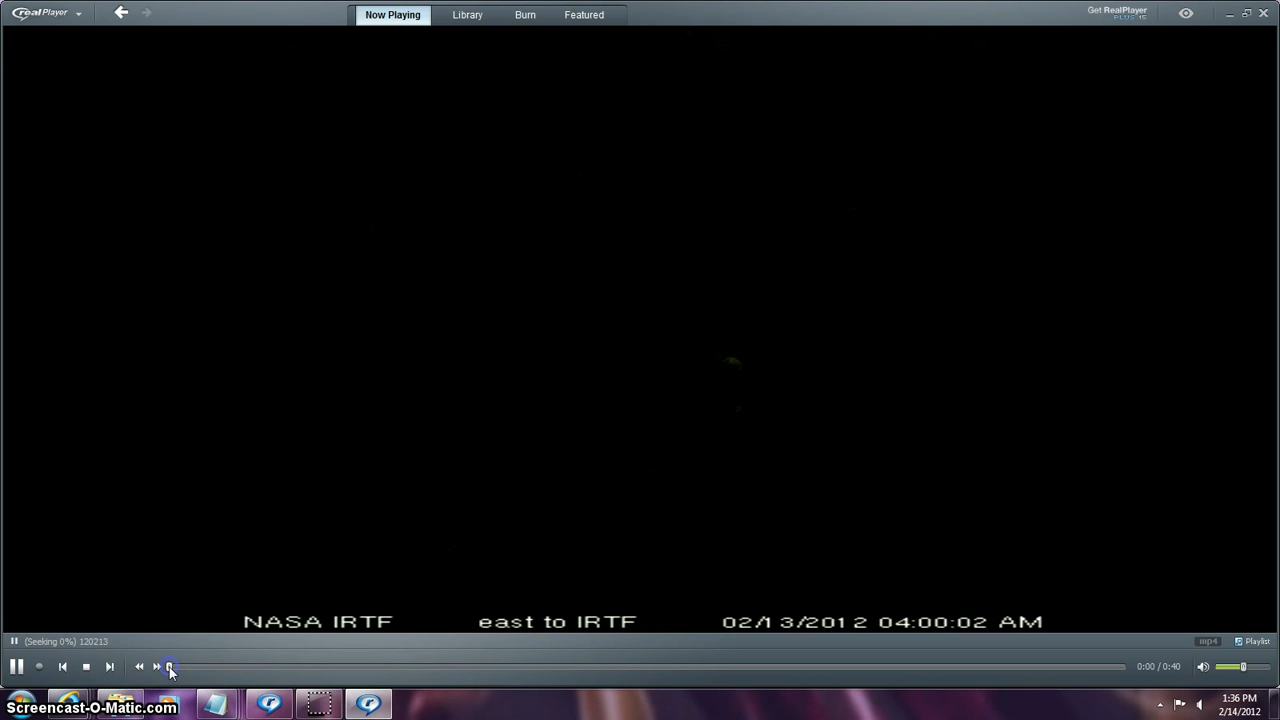 realPlayer
Now Playing
Library
Burn
Featured
Get RealPlayer
PLUS 15
NASA IRTF east to IRTF 02/13/2012 04:00:02 AM
(Seeking 0%) 120213
mp4
Playlist
0:00 / 0:40
Screencast-O-Matic.com
1:36 PM
2/14/2012